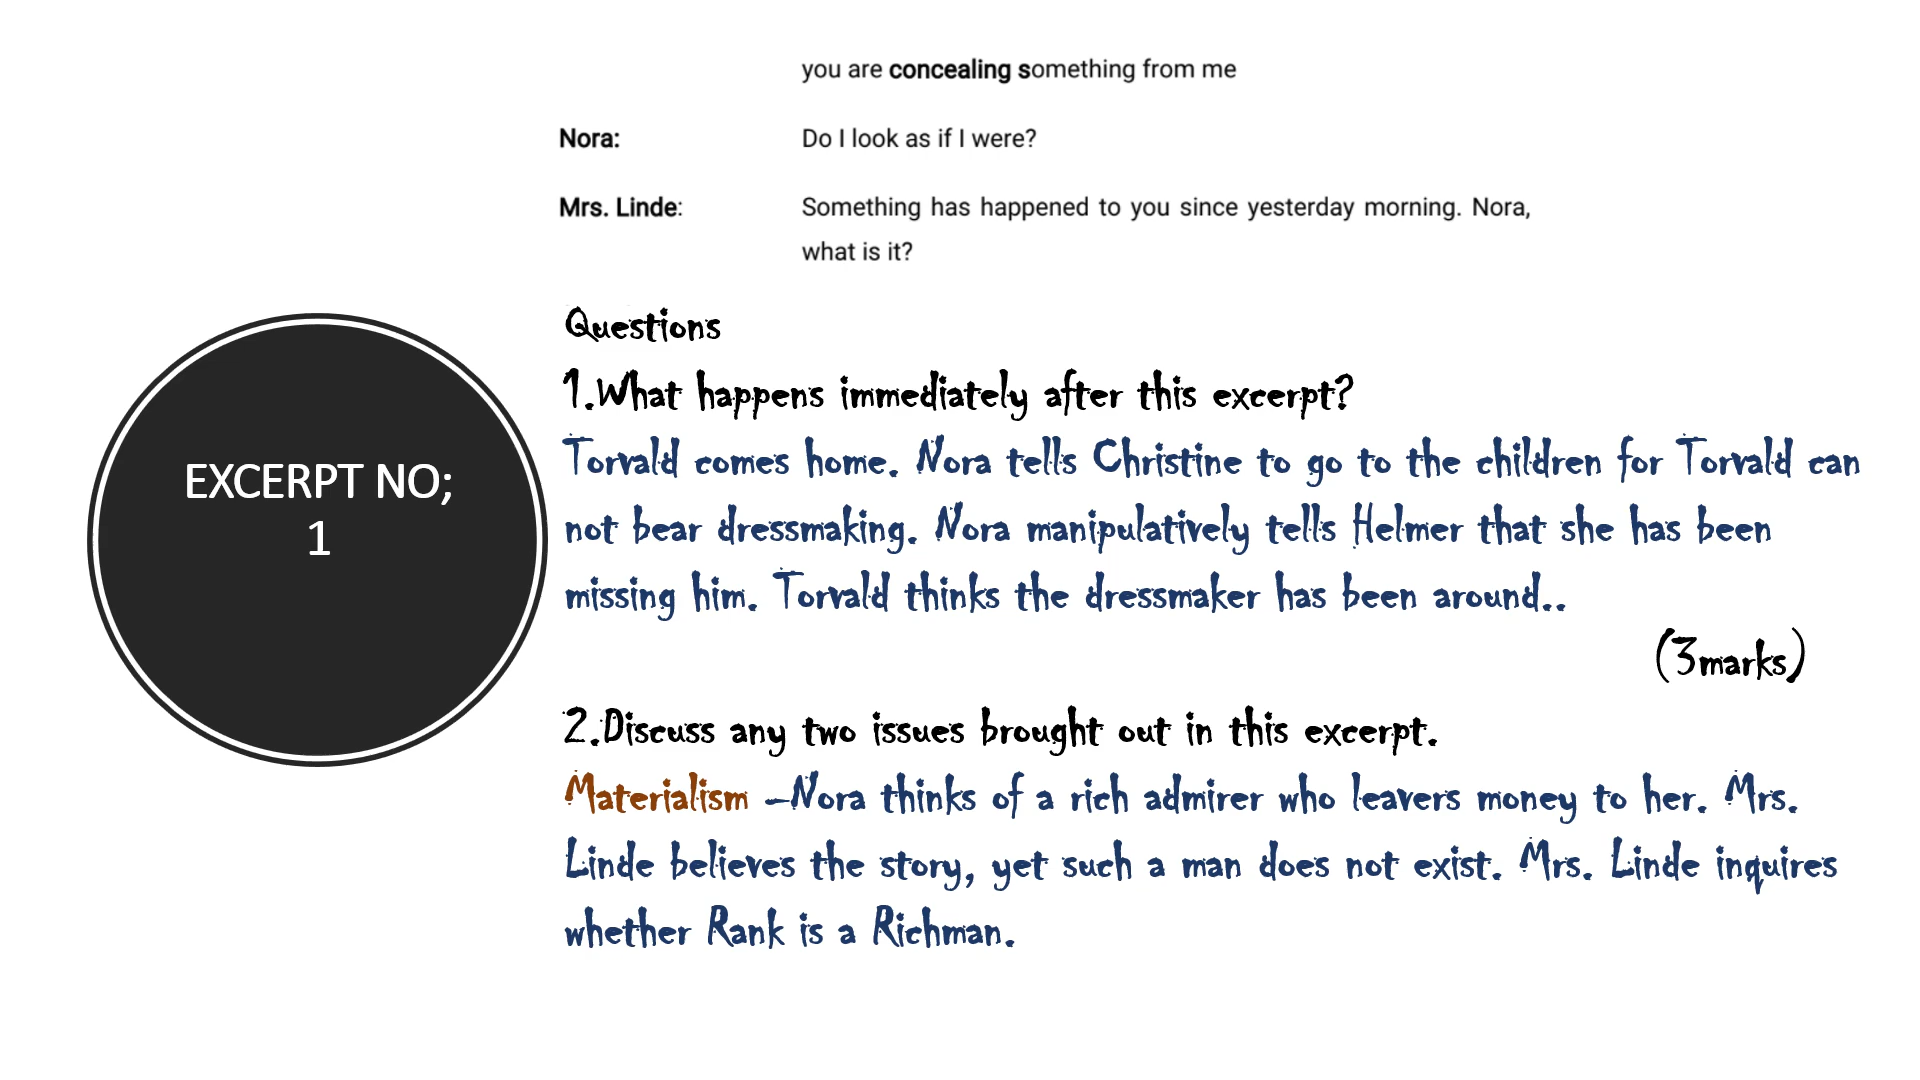 you are concealing something from me
Nora: Do I look as if I were?
Mrs. Linde: Something has happened to you since yesterday morning. Nora,
what is it?
EXCERPT NO;
1
Questions
1.What happens immediately after this excerpt?
Torvald comes home. Nora tells Christine to go to the children for Torvald can
not bear dressmaking. Nora manipulatively tells Helmer that she has been
missing him. Torvald thinks the dressmaker has been around..
(3marks)
2.Discuss any two issues brought out in this excerpt.
Materialism –Nora thinks of a rich admirer who leavers money to her. Mrs.
Linde believes the story, yet such a man does not exist. Mrs. Linde inquires
whether Rank is a Richman.